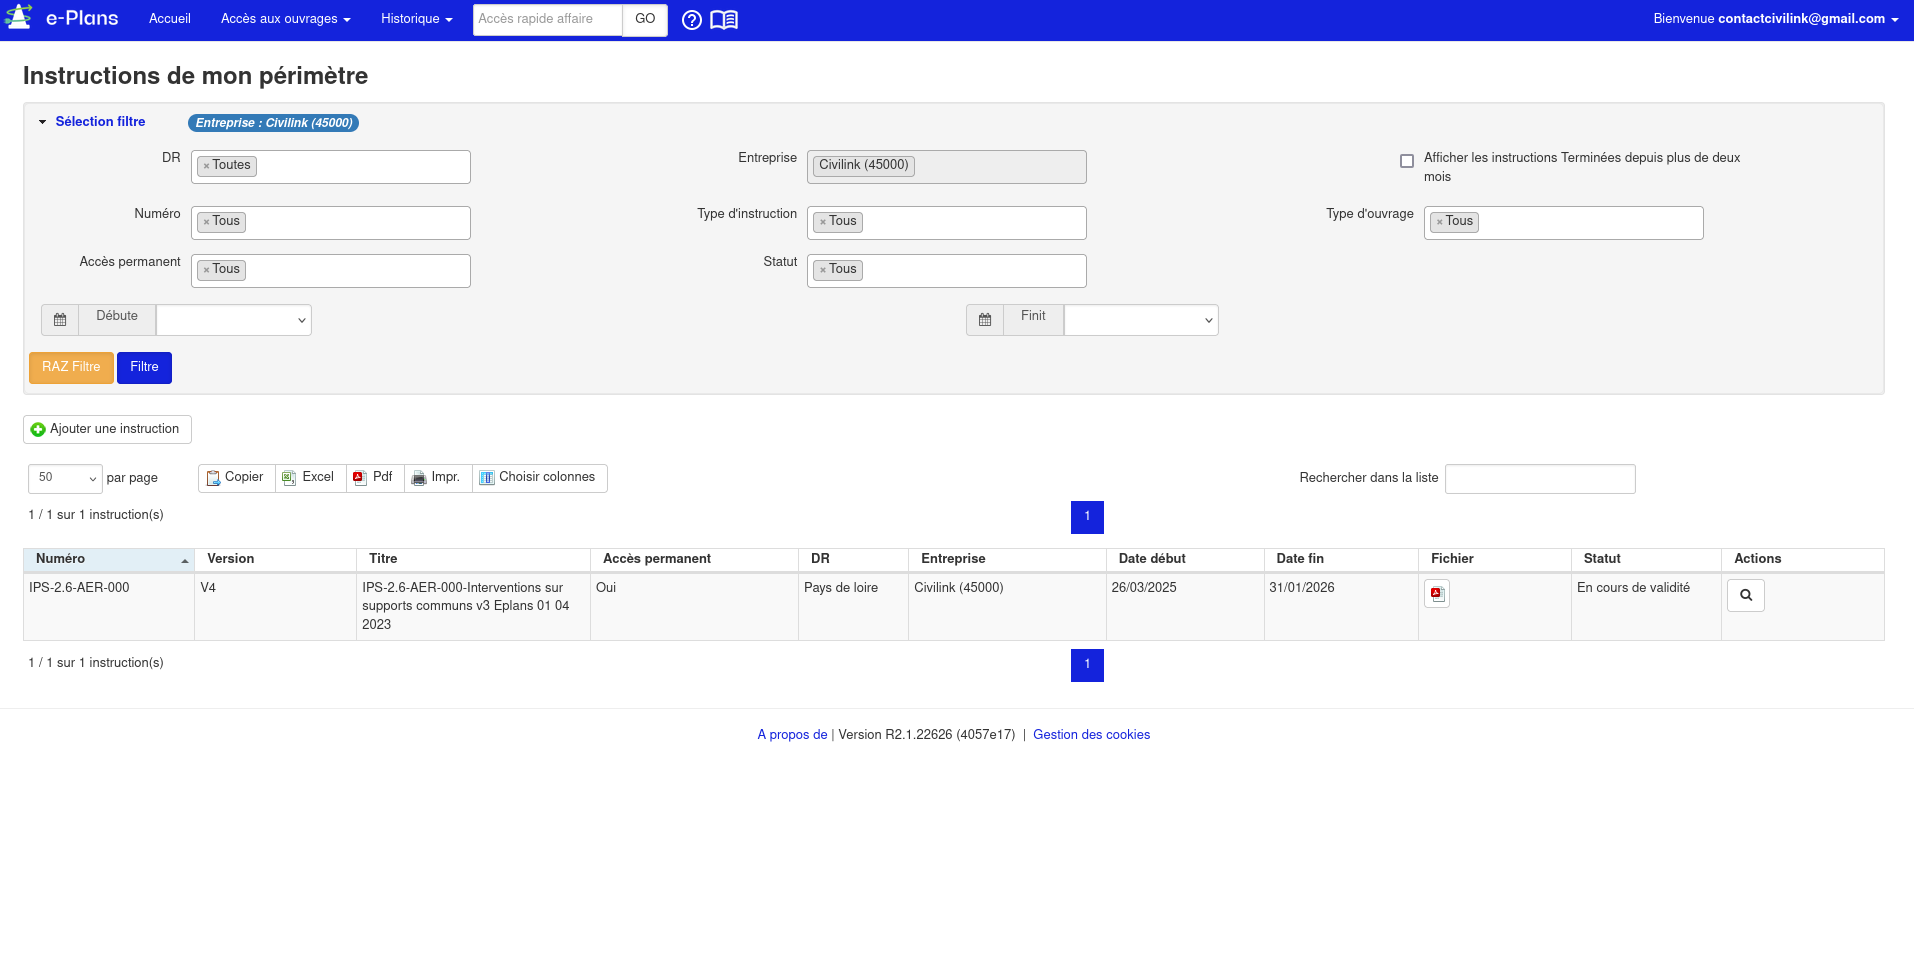 e-Plans Accueil Accès aux ouvrages Historique Accès rapide affaire GO Bienvenue contactcivilink@gmail.com
Instructions de mon périmètre
Sélection filtre Entreprise : Civilink (45000)
DR × Toutes Entreprise Civilink (45000) Afficher les instructions Terminées depuis plus de deux
mois
Numéro × Tous Type d'instruction × Tous Type d'ouvrage × Tous
Accès permanent × Tous Statut × Tous
Débute Finit
RAZ Filtre Filtre
Ajouter une instruction
50 par page Copier Excel Pdf Impr. Choisir colonnes Rechercher dans la liste
1 / 1 sur 1 instruction(s) 1
Numéro Version Titre Accès permanent DR Entreprise Date début Date fin Fichier Statut Actions
IPS-2.6-AER-000 V4 IPS-2.6-AER-000-Interventions sur Oui Pays de loire Civilink (45000) 26/03/2025 31/01/2026 En cours de validité
supports communs v3 Eplans 01 04
2023
1 / 1 sur 1 instruction(s) 1
A propos de | Version R2.1.22626 (4057e17) | Gestion des cookies